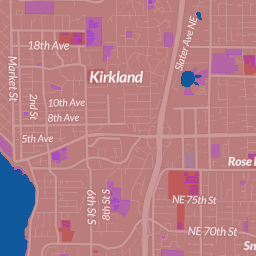 Slater Ave NE
18th Ave
Kirkland
Market St
2nd St
10th Ave
8th Ave
5th Ave
Rose
6th St S
8th St S
NE 75th St
NE 70th St